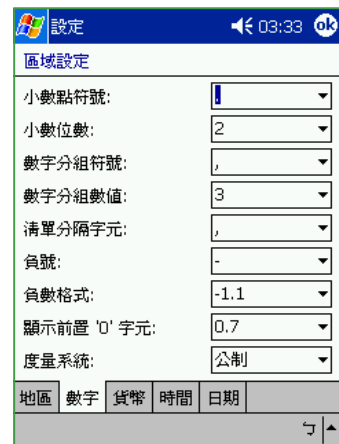 設定 03:33 ok
區域設定
小數點符號: .
小數位數: 2
數字分組符號: ,
數字分組數值: 3
清單分隔字元: ,
負號: -
負數格式: -1.1
顯示前置 '0' 字元: 0.7
度量系統: 公制
地區 數字 貨幣 時間 日期
ㄅ